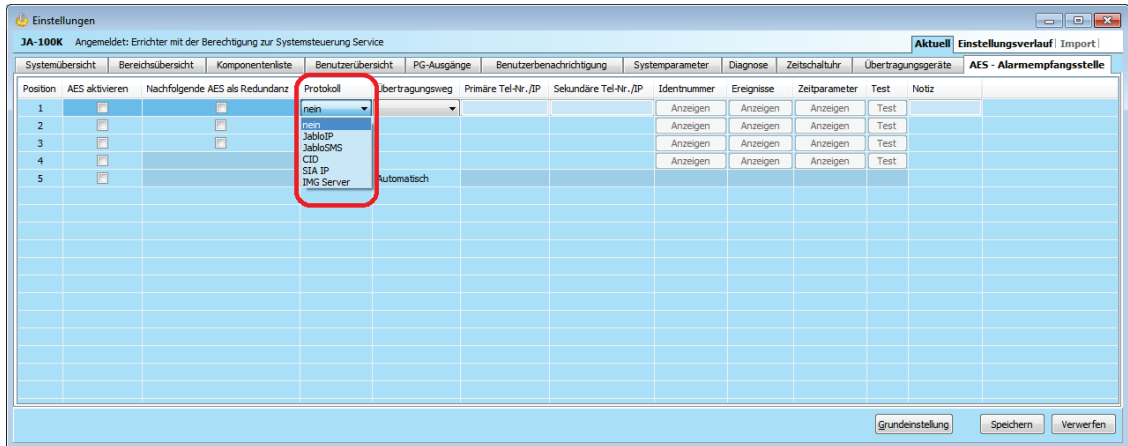 Einstellungen
JA-100K Angemeldet: Errichter mit der Berechtigung zur Systemsteuerung Service
Aktuell Einstellungsverlauf Import
Systemübersicht Bereichsübersicht Komponentenliste Benutzerübersicht PG-Ausgänge Benutzerbenachrichtigung Systemparameter Diagnose Zeitschaltuhr Übertragungsgeräte AES - Alarmempfangsstelle
Position AES aktivieren Nachfolgende AES als Redundanz Protokoll Übertragungsweg Primäre Tel-Nr./IP Sekundäre Tel-Nr./IP Identnummer Ereignisse Zeitparameter Test Notiz
1 nein Anzeigen Anzeigen Anzeigen Test
2 nein Anzeigen Anzeigen Anzeigen Test
3 JabloIP Anzeigen Anzeigen Anzeigen Test
JabloSMS
4 CID Anzeigen Anzeigen Anzeigen Test
SIA IP
5 IMG Server Automatisch
Grundeinstellung Speichern Verwerfen